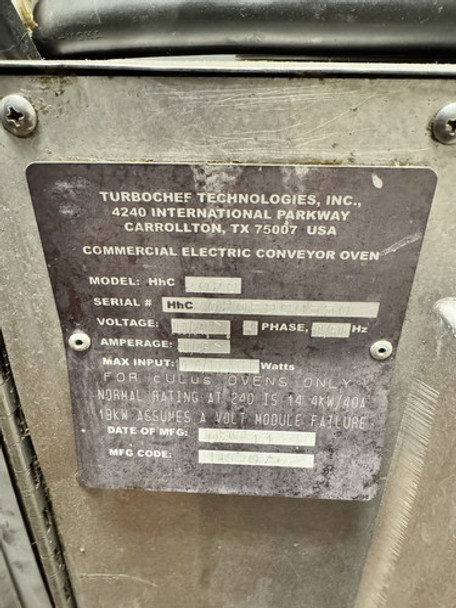 TURBOCHEF TECHNOLOGIES, INC.,
4240 INTERNATIONAL PARKWAY
CARROLLTON, TX 75007 USA
COMMERCIAL ELECTRIC CONVEYOR OVEN
MODEL: HhC
SERIAL # HhC
VOLTAGE: PHASE, Hz
AMPERAGE:
MAX INPUT: Watts
FOR CULUS OVENS ONLY
NORMAL RATING AT 240 IS 14.4KW/40A
19KW ASSUMES A VOLT MODULE FAILURE
DATE OF MFG:
MFG CODE: